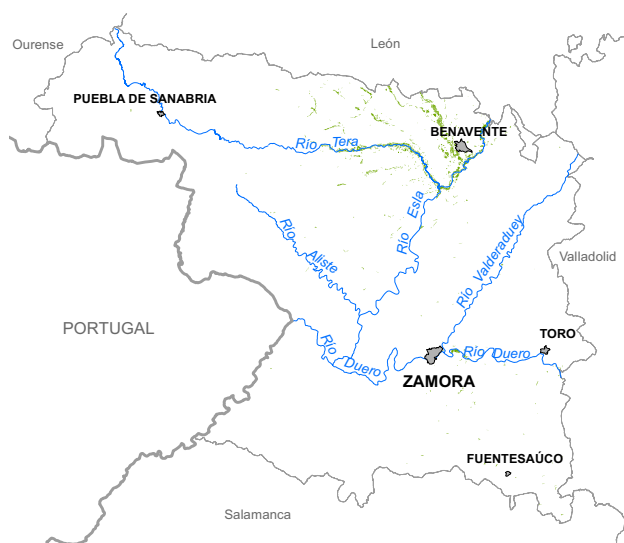 Ourense
León
PUEBLA DE SANABRIA
BENAVENTE
Río Tera
Río Esla
Río Aliste
Río Valderaduey
Valladolid
PORTUGAL
TORO
Río Duero
Río Duero
ZAMORA
FUENTESAÚCO
Salamanca